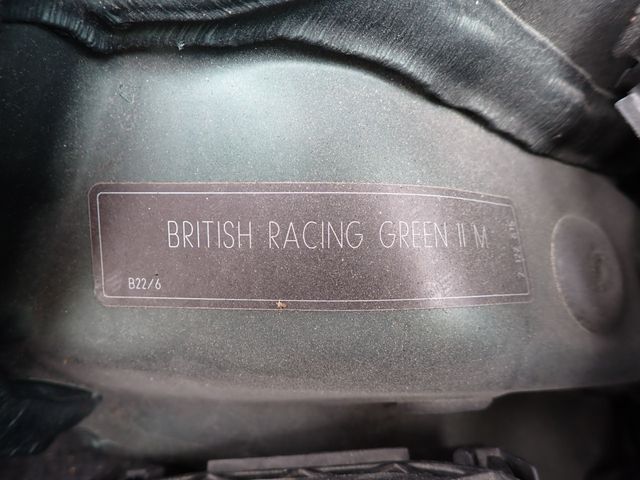 BRITISH RACING GREEN II M
B22/6